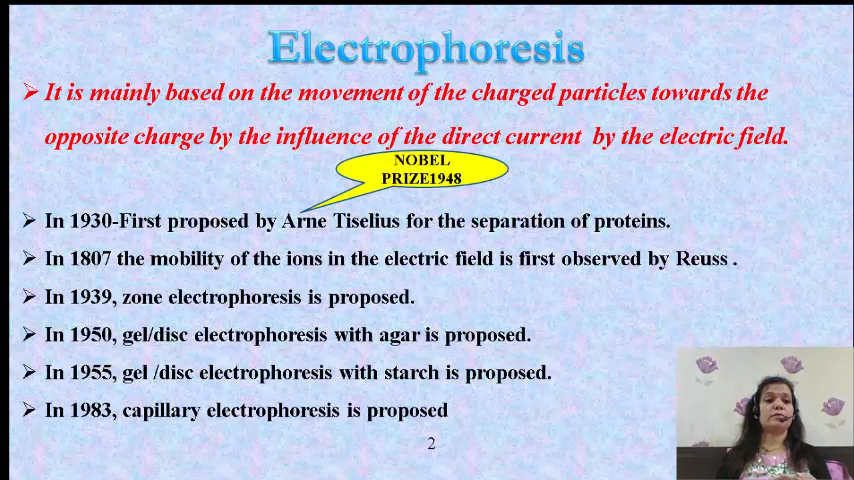 Electrophoresis
It is mainly based on the movement of the charged particles towards the
opposite charge by the influence of the direct current by the electric field.
NOBEL
PRIZE1948
In 1930-First proposed by Arne Tiselius for the separation of proteins.
In 1807 the mobility of the ions in the electric field is first observed by Reuss .
In 1939, zone electrophoresis is proposed.
In 1950, gel/disc electrophoresis with agar is proposed.
In 1955, gel /disc electrophoresis with starch is proposed.
In 1983, capillary electrophoresis is proposed
2